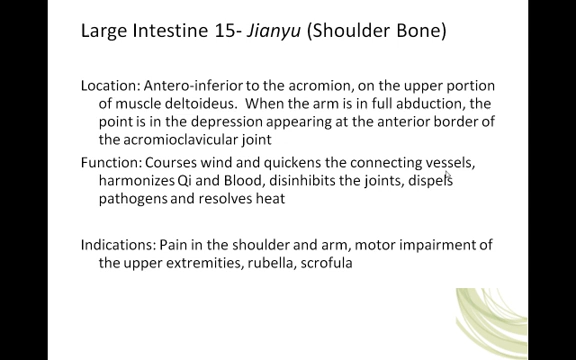 Large Intestine 15- Jianyu (Shoulder Bone)
Location: Antero-inferior to the acromion, on the upper portion
of muscle deltoideus.  When the arm is in full abduction, the
point is in the depression appearing at the anterior border of
the acromioclavicular joint
Function: Courses wind and quickens the connecting vessels,
harmonizes Qi and Blood, disinhibits the joints, dispels
pathogens and resolves heat
Indications: Pain in the shoulder and arm, motor impairment of
the upper extremities, rubella, scrofula